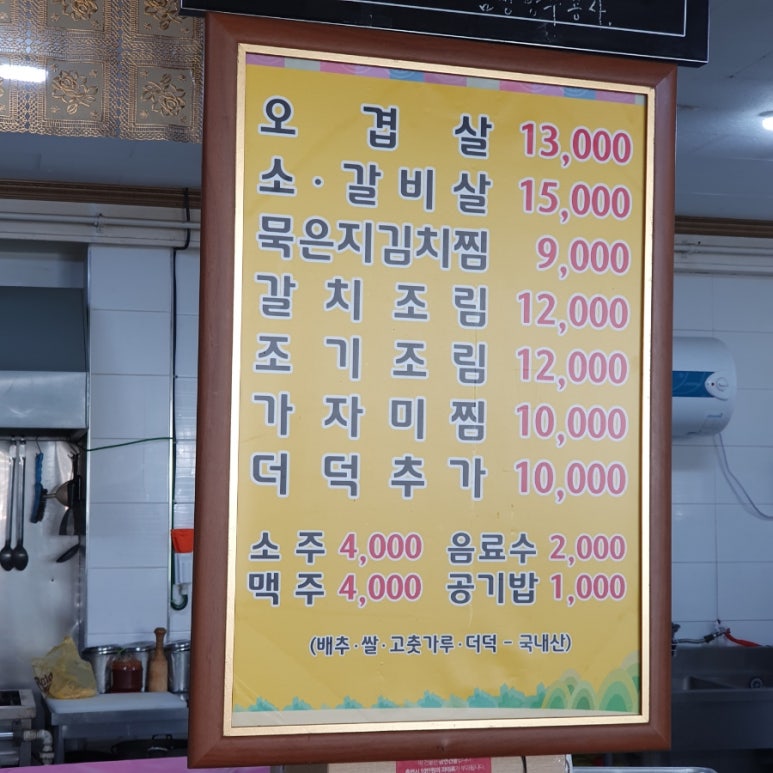 오겹살 13,000
소·갈비살 15,000
묵은지김치찜 9,000
갈치조림 12,000
조기조림 12,000
가자미찜 10,000
더덕추가 10,000
소주 4,000 음료수 2,000
맥주 4,000 공기밥 1,000
(배추·쌀·고춧가루·더덕 - 국내산)